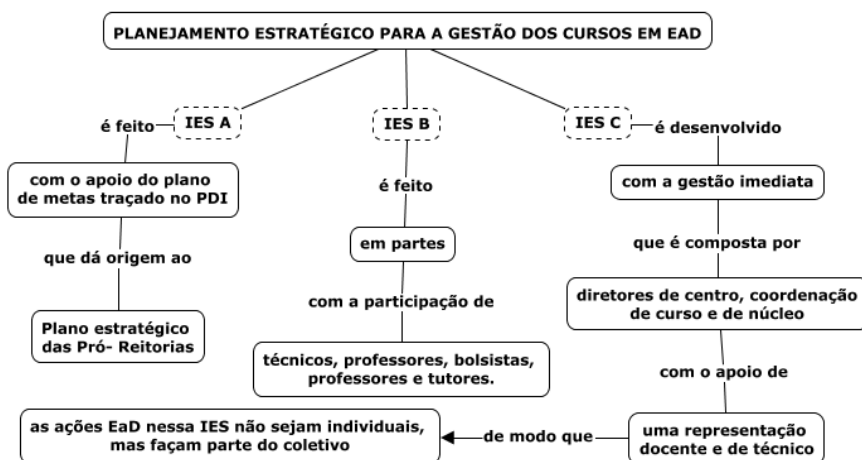 PLANEJAMENTO ESTRATÉGICO PARA A GESTÃO DOS CURSOS EM EAD
IES A
é feito
com o apoio do plano
de metas traçado no PDI
que dá origem ao
Plano estratégico
das Pró- Reitorias
IES B
é feito
em partes
com a participação de
técnicos, professores, bolsistas,
professores e tutores.
IES C
é desenvolvido
com a gestão imediata
que é composta por
diretores de centro, coordenação
de curso e de núcleo
com o apoio de
uma representação
docente e de técnico
de modo que
as ações EaD nessa IES não sejam individuais,
mas façam parte do coletivo